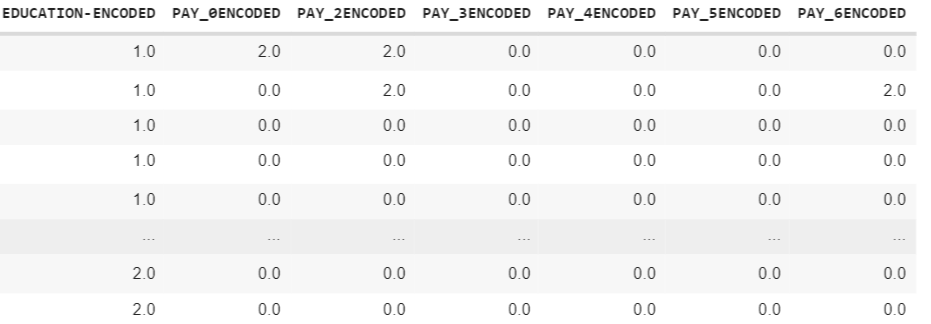 EDUCATION-ENCODED PAY_0ENCODED PAY_2ENCODED PAY_3ENCODED PAY_4ENCODED PAY_5ENCODED PAY_6ENCODED
1.0 2.0 2.0 0.0 0.0 0.0 0.0
1.0 0.0 2.0 0.0 0.0 0.0 2.0
1.0 0.0 0.0 0.0 0.0 0.0 0.0
1.0 0.0 0.0 0.0 0.0 0.0 0.0
1.0 0.0 0.0 0.0 0.0 0.0 0.0
... ... ... ... ... ... ...
2.0 0.0 0.0 0.0 0.0 0.0 0.0
2.0 0.0 0.0 0.0 0.0 0.0 0.0